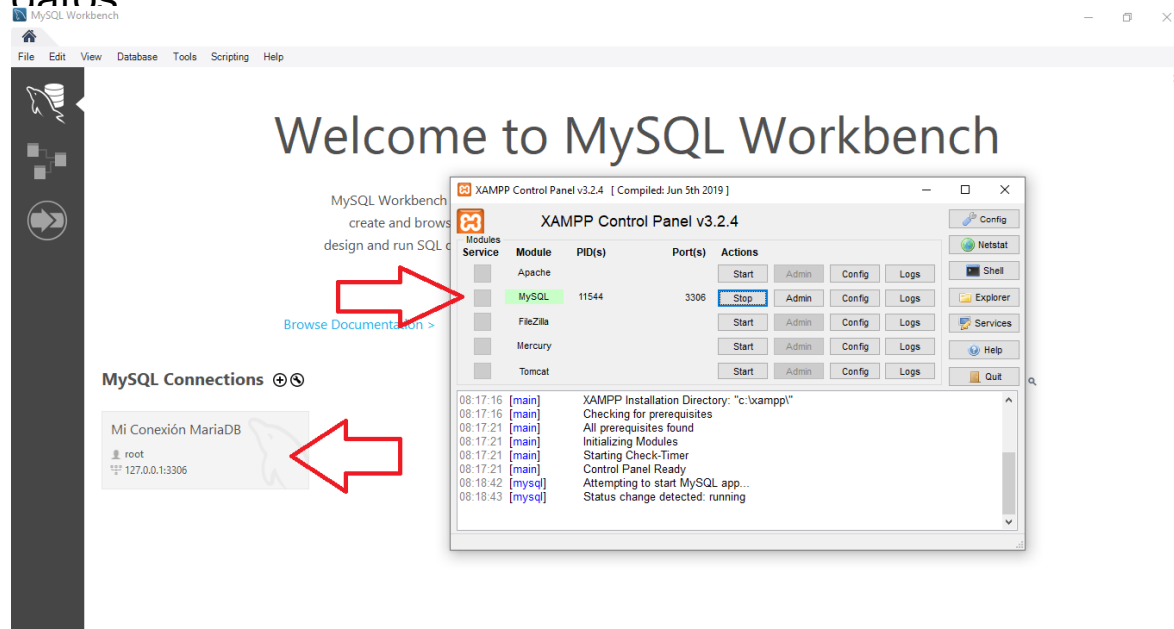 datos
MySQL Workbench
File Edit View Database Tools Scripting Help
Welcome to MySQL Workbench
MySQL Workbench
create and brows
design and run SQL
Browse Documentation >
MySQL Connections
Mi Conexión MariaDB
root
127.0.0.1:3306
XAMPP Control Panel v3.2.4 [ Compiled: Jun 5th 2019 ]
XAMPP Control Panel v3.2.4
Config
Modules
Service Module PID(s) Port(s) Actions
Netstat
Apache Start Admin Config Logs
Shell
MySQL 11544 3306 Stop Admin Config Logs
Explorer
FileZilla Start Admin Config Logs
Services
Mercury Start Admin Config Logs
Help
Tomcat Start Admin Config Logs
Quit
08:17:16 [main] XAMPP Installation Directory: "c:\xampp\"
08:17:16 [main] Checking for prerequisites
08:17:21 [main] All prerequisites found
08:17:21 [main] Initializing Modules
08:17:21 [main] Starting Check-Timer
08:17:21 [main] Control Panel Ready
08:18:42 [mysql] Attempting to start MySQL app...
08:18:43 [mysql] Status change detected: running